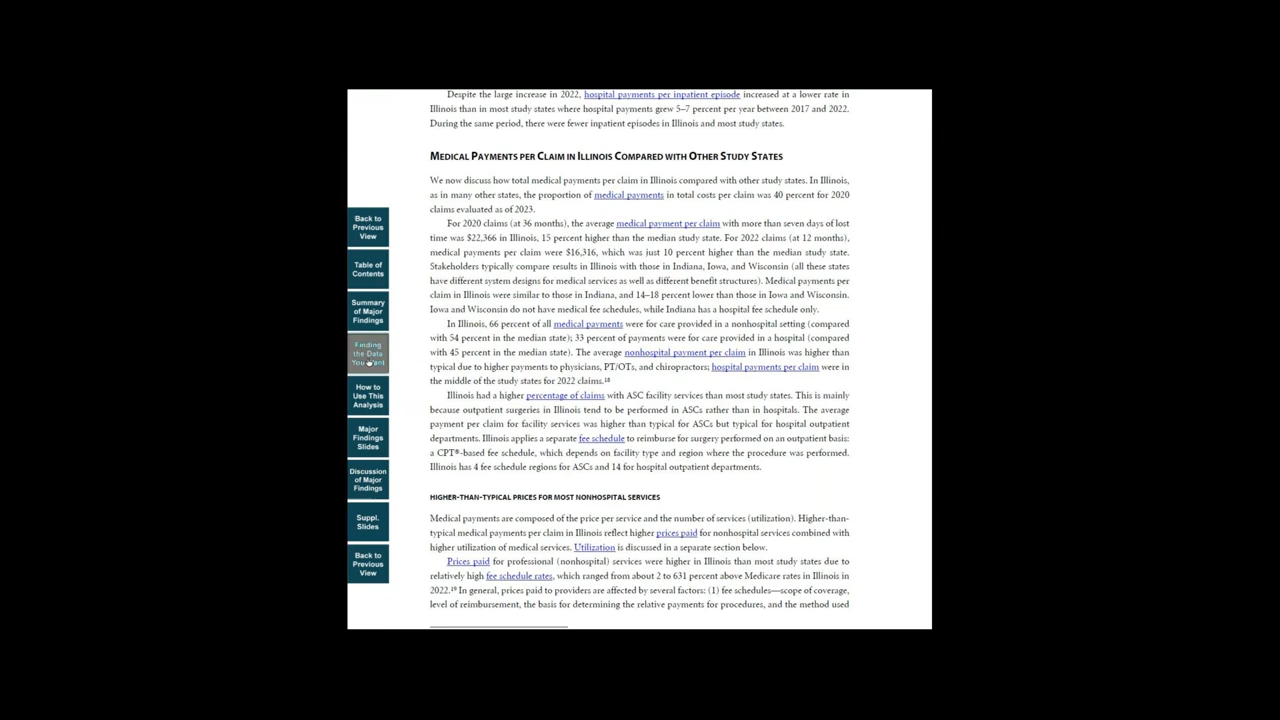 Despite the large increase in 2022, hospital payments per inpatient episode increased at a lower rate in
Illinois than in most study states where hospital payments grew 5–7 percent per year between 2017 and 2022.
During the same period, there were fewer inpatient episodes in Illinois and most study states.
MEDICAL PAYMENTS PER CLAIM IN ILLINOIS COMPARED WITH OTHER STUDY STATES
We now discuss how total medical payments per claim in Illinois compared with other study states. In Illinois,
as in many other states, the proportion of medical payments in total costs per claim was 40 percent for 2020
claims evaluated as of 2023.
For 2020 claims (at 36 months), the average medical payment per claim with more than seven days of lost
time was $22,366 in Illinois, 15 percent higher than the median study state. For 2022 claims (at 12 months),
medical payments per claim were $16,316, which was just 10 percent higher than the median study state.
Stakeholders typically compare results in Illinois with those in Indiana, Iowa, and Wisconsin (all these states
have different system designs for medical services as well as different benefit structures). Medical payments per
claim in Illinois were similar to those in Indiana, and 14–18 percent lower than those in Iowa and Wisconsin.
Iowa and Wisconsin do not have medical fee schedules, while Indiana has a hospital fee schedule only.
In Illinois, 66 percent of all medical payments were for care provided in a nonhospital setting (compared
with 54 percent in the median state); 33 percent of payments were for care provided in a hospital (compared
with 45 percent in the median state). The average nonhospital payment per claim in Illinois was higher than
typical due to higher payments to physicians, PT/OTs, and chiropractors; hospital payments per claim were in
the middle of the study states for 2022 claims.¹⁸
Illinois had a higher percentage of claims with ASC facility services than most study states. This is mainly
because outpatient surgeries in Illinois tend to be performed in ASCs rather than in hospitals. The average
payment per claim for facility services was higher than typical for ASCs but typical for hospital outpatient
departments. Illinois applies a separate fee schedule to reimburse for surgery performed on an outpatient basis:
a CPT®-based fee schedule, which depends on facility type and region where the procedure was performed.
Illinois has 4 fee schedule regions for ASCs and 14 for hospital outpatient departments.
HIGHER-THAN-TYPICAL PRICES FOR MOST NONHOSPITAL SERVICES
Medical payments are composed of the price per service and the number of services (utilization). Higher-than-
typical medical payments per claim in Illinois reflect higher prices paid for nonhospital services combined with
higher utilization of medical services. Utilization is discussed in a separate section below.
Prices paid for professional (nonhospital) services were higher in Illinois than most study states due to
relatively high fee schedule rates, which ranged from about 2 to 631 percent above Medicare rates in Illinois in
2022.¹⁹ In general, prices paid to providers are affected by several factors: (1) fee schedules—scope of coverage,
level of reimbursement, the basis for determining the relative payments for procedures, and the method used
Back to
Previous
View
Table of
Contents
Summary
of Major
Findings
Finding
the Data
You Want
How to
Use This
Analysis
Major
Findings
Slides
Discussion
of Major
Findings
Suppl.
Slides
Back to
Previous
View